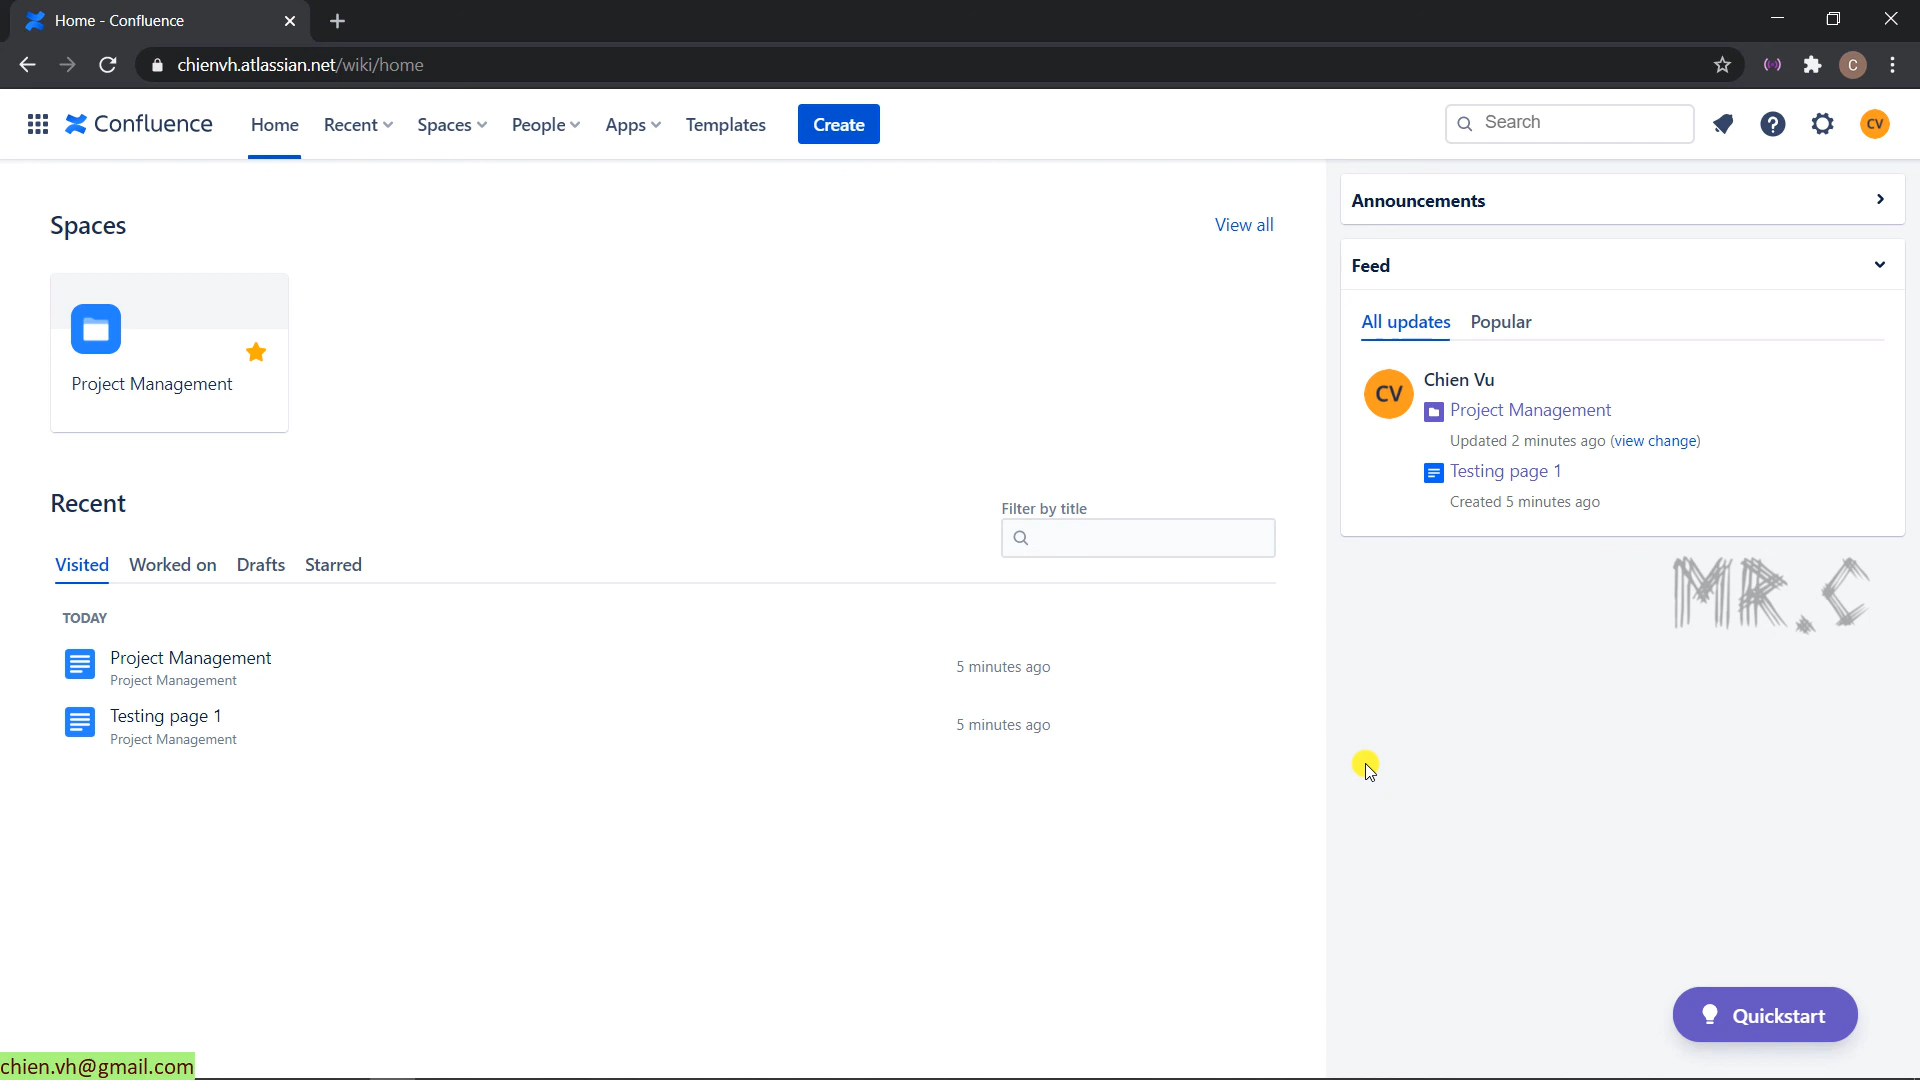 Home - Confluence
chienvh.atlassian.net/wiki/home
C
Confluence
Home
Recent
Spaces
People
Apps
Templates
Create
Search
CV
Spaces
View all
Project Management
Recent
Filter by title
Visited
Worked on
Drafts
Starred
TODAY
Project Management
Project Management
5 minutes ago
Testing page 1
Project Management
5 minutes ago
Announcements
Feed
All updates
Popular
CV
Chien Vu
Project Management
Updated 2 minutes ago (view change)
Testing page 1
Created 5 minutes ago
MR.C
Quickstart
chien.vh@gmail.com